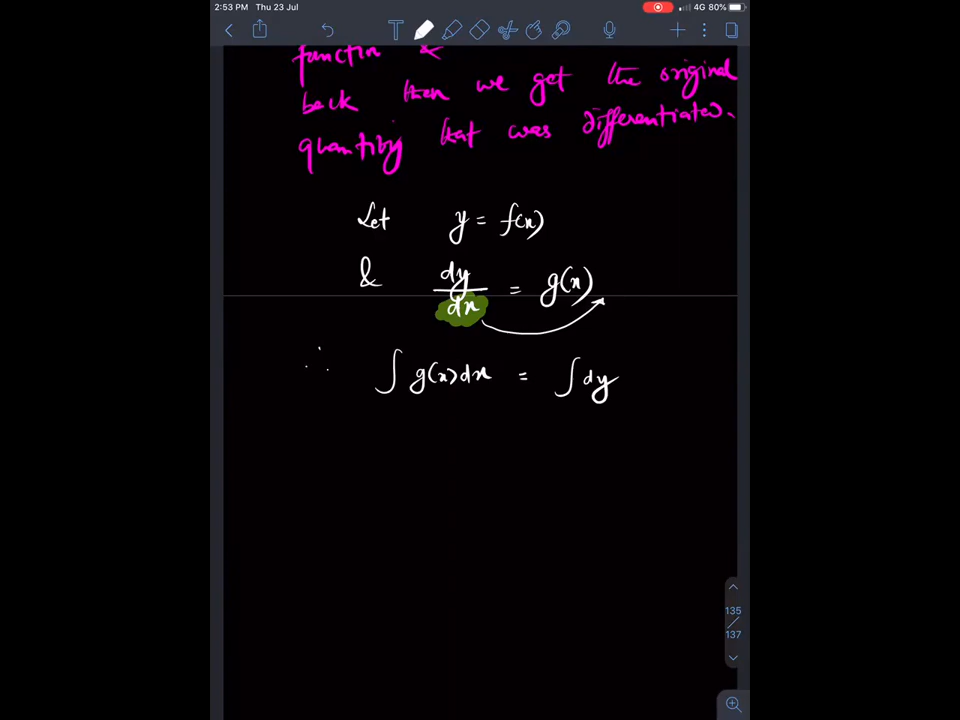 2:53 PM Thu 23 Jul
4G 80%
functin &
back then we get the original
quantity that was differentiated.
Let y = f(x)
& dy/dx = g(x)
∴ ∫ g(x) dx = ∫ dy
135
/
137